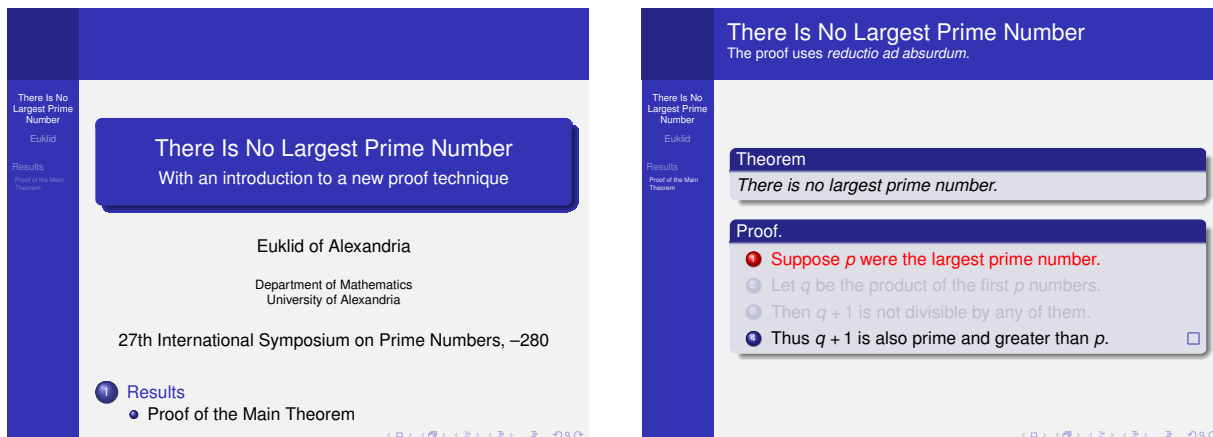 There Is No
Largest Prime
Number
Euklid
Results
Proof of the Main
Theorem
There Is No Largest Prime Number
With an introduction to a new proof technique
Euklid of Alexandria
Department of Mathematics
University of Alexandria
27th International Symposium on Prime Numbers, –280
1 Results
Proof of the Main Theorem
There Is No Largest Prime Number
The proof uses reductio ad absurdum.
There Is No
Largest Prime
Number
Euklid
Results
Proof of the Main
Theorem
Theorem
There is no largest prime number.
Proof.
1 Suppose p were the largest prime number.
2 Let q be the product of the first p numbers.
3 Then q + 1 is not divisible by any of them.
4 Thus q + 1 is also prime and greater than p.